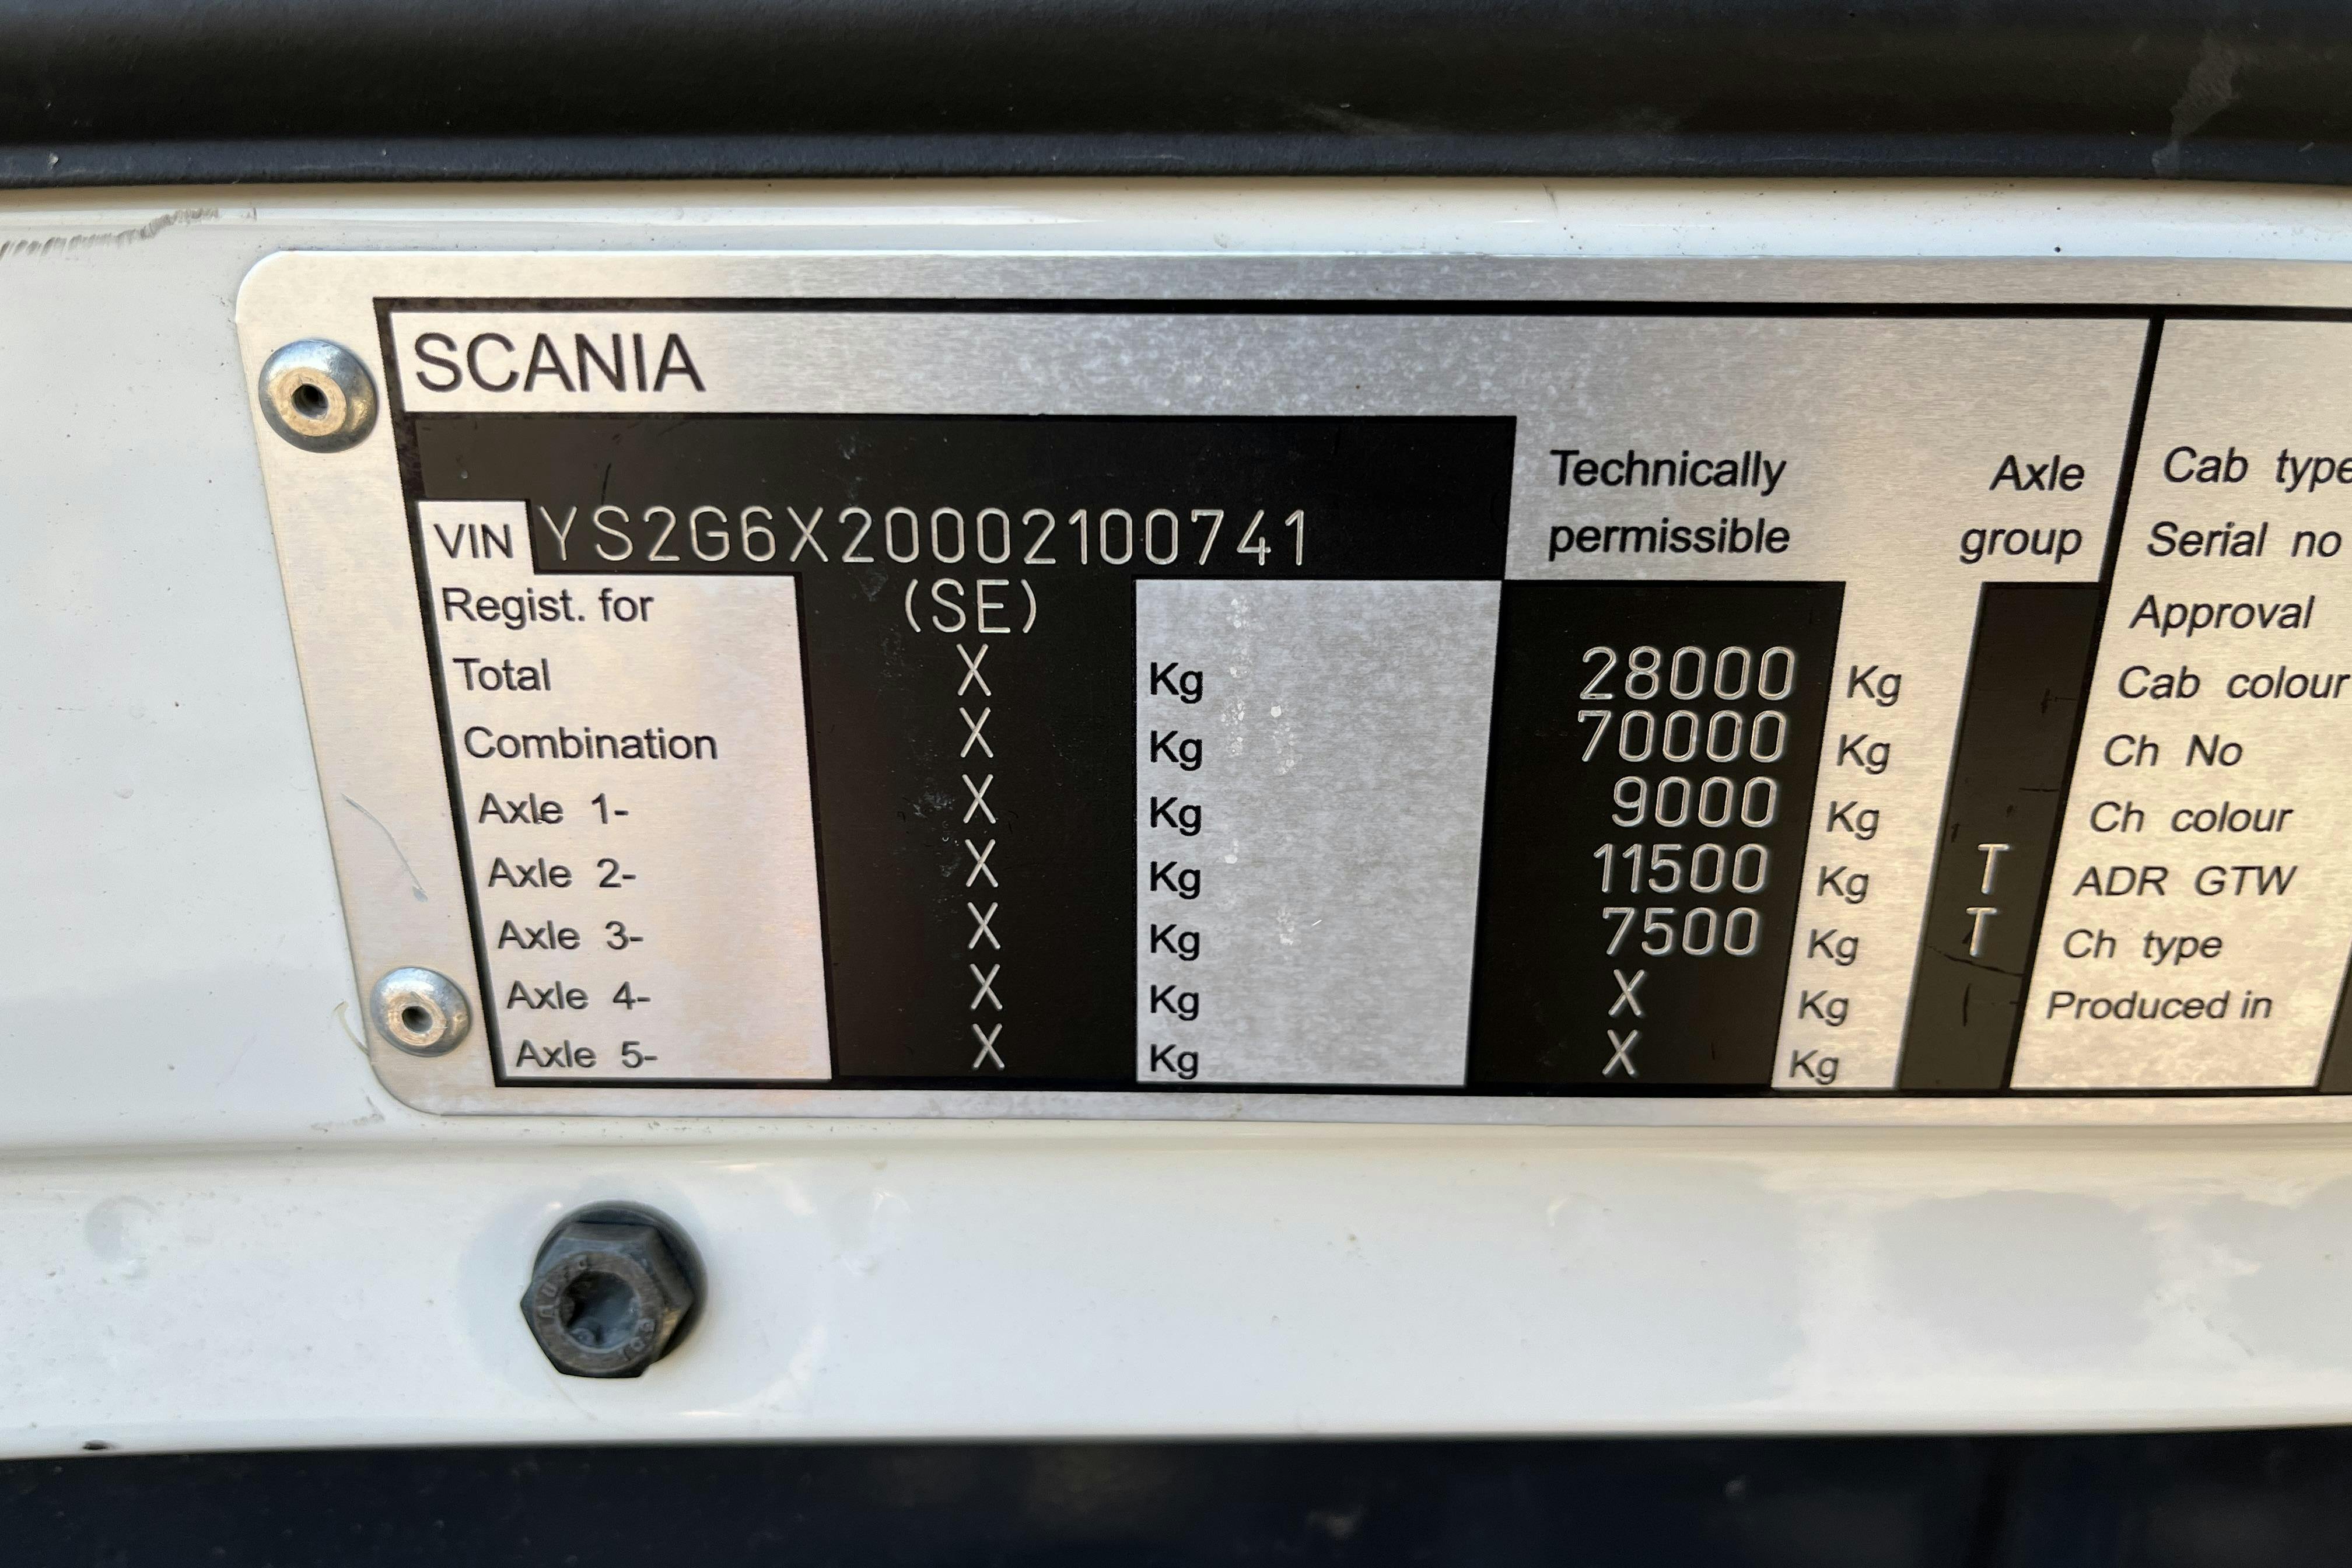 SCANIA
Technically permissible
Axle group
VIN YS2G6X20002100741
Regist. for (SE)
Total X Kg 28000 Kg
Combination X Kg 70000 Kg
Axle 1- X Kg 9000 Kg
Axle 2- X Kg 11500 Kg T
Axle 3- X Kg 7500 Kg T
Axle 4- X Kg X Kg
Axle 5- X Kg X Kg
Cab type
Serial no
Approval
Cab colour
Ch No
Ch colour
ADR GTW
Ch type
Produced in